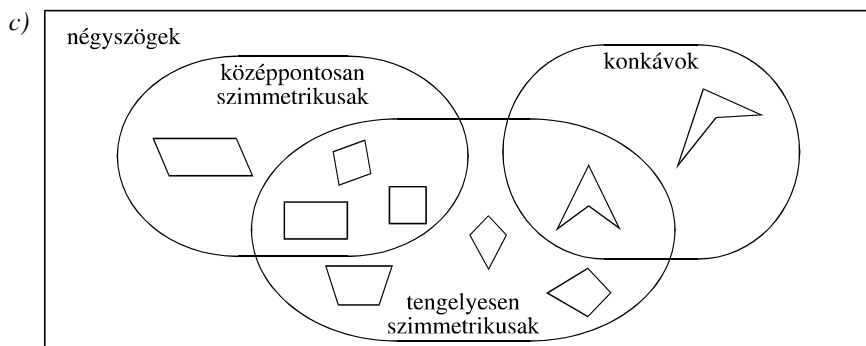 c)
négyszögek
középpontosan
szimmetrikusak
konkávok
tengelyesen
szimmetrikusak